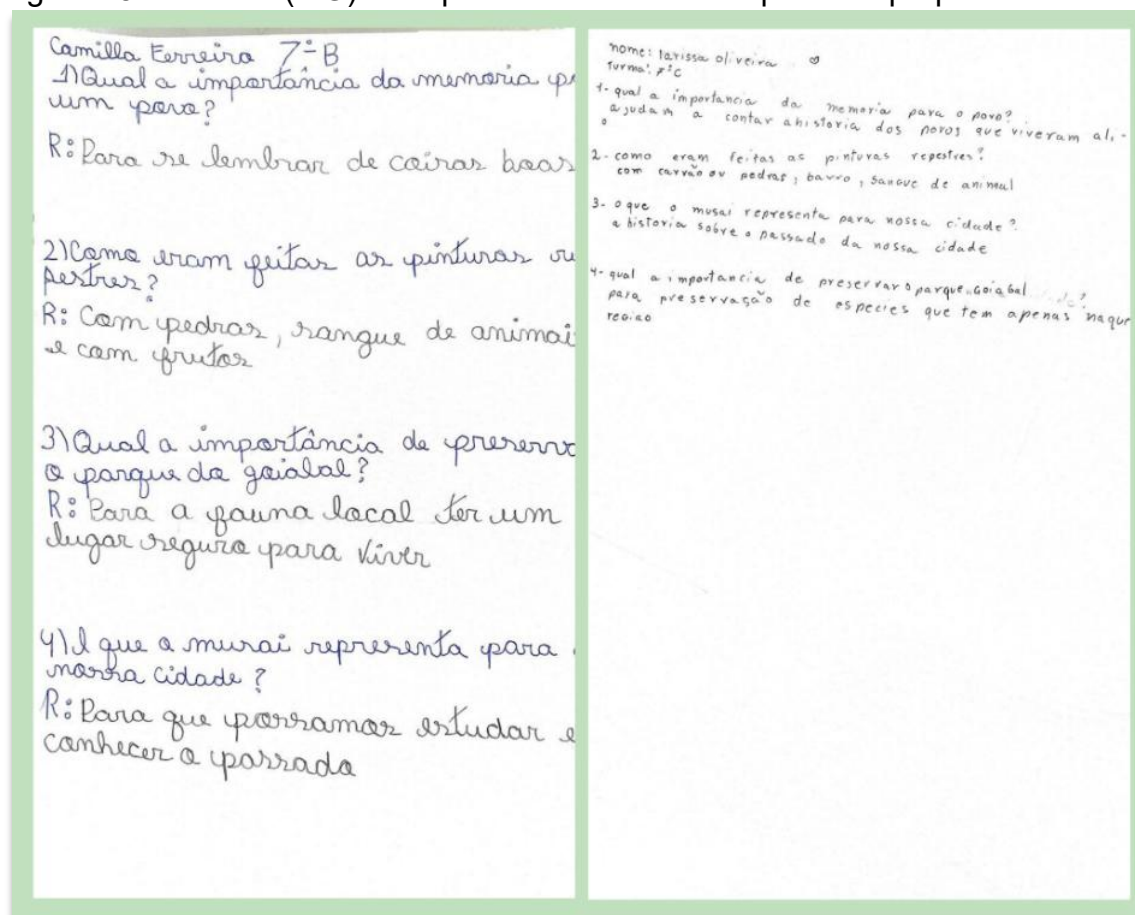 Camilla Ferreira 7º B
1) Qual a importância da memoria p
um povo?
R: Para se lembrar de coisas boas
2) Como eram feitas as pinturas ru
pestres?
R: Com pedras, sangue de animai
e com frutos
3) Qual a importância de preserva
o parque do goiabal?
R: Para a fauna local ter um
lugar seguro para viver
4) O que o musai representa para
nossa cidade?
R: Para que possamos estudar e
conhecer o passado
nome: larissa oliveira
turma: 7ºC
1- qual a importancia da memoria para o povo?
ajudam a contar ahistoria dos povos que viveram ali-
2- como eram feitas as pinturas repestres?
com carvão ou pedras, barro, sangue de animal
3- oque o musai representa para nossa cidade?
a historia sobre o passado da nossa cidade
4- qual a importancia de preservar o parque Goiabal ?
para preservação de especies que tem apenas naque
regiao